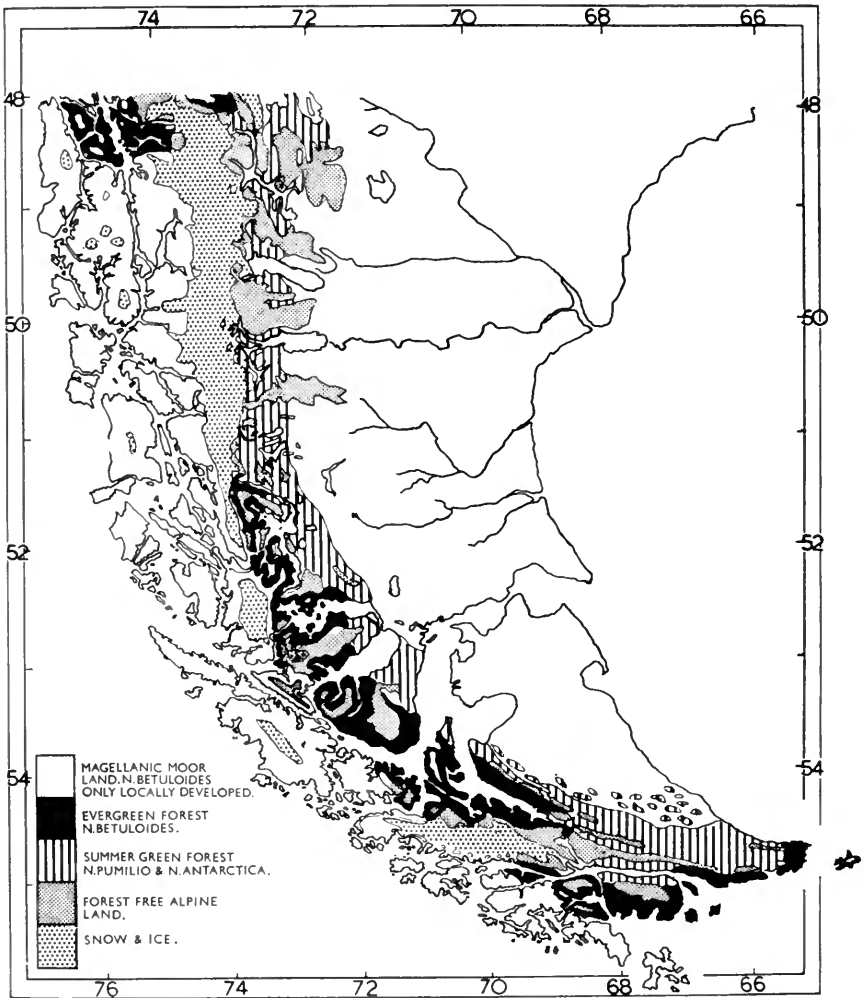 74 72 70 68 66
48 48
50 50
52 52
54 54
MAGELLANIC MOOR
LAND. N.BETULOIDES
ONLY LOCALLY DEVELOPED.
EVERGREEN FOREST
N.BETULOIDES.
SUMMER GREEN FOREST
N.PUMILIO & N.ANTARCTICA.
FOREST FREE ALPINE
LAND.
SNOW & ICE.
76 74 72 70 68 66